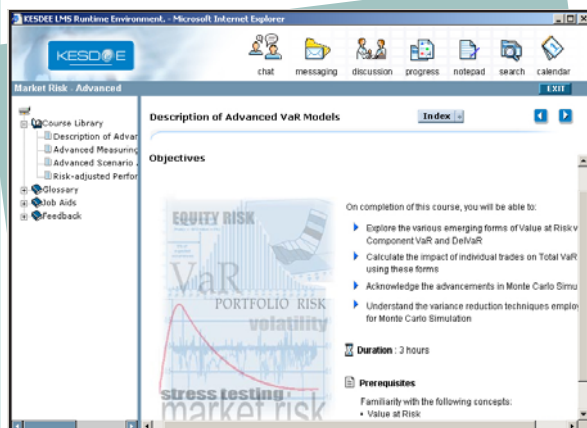 KESDEE LMS Runtime Environment. - Microsoft Internet Explorer
KESDEE
chat messaging discussion progress notepad search calendar
Market Risk - Advanced EXIT
Course Library
Description of Advan
Advanced Measuring
Advanced Scenario
Risk-adjusted Perfor
Glossary
Job Aids
Feedback
Description of Advanced VaR Models Index
Objectives
EQUITY RISK
VaR
PORTFOLIO RISK
volatility
stress testing
market risk
On completion of this course, you will be able to:
Explore the various emerging forms of Value at Risk v
Component VaR and DelVaR
Calculate the impact of individual trades on Total VaR
using these forms
Acknowledge the advancements in Monte Carlo Simu
Understand the variance reduction techniques employ
for Monte Carlo Simulation
Duration : 3 hours
Prerequisites
Familiarity with the following concepts:
• Value at Risk